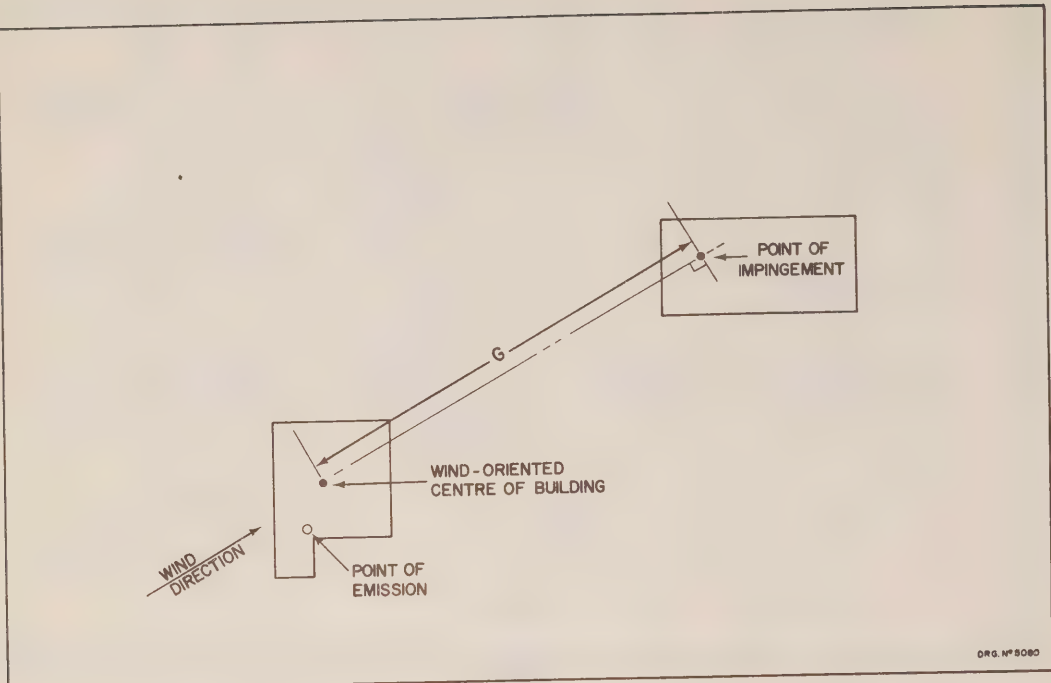 POINT OF
IMPINGEMENT
G
WIND-ORIENTED
CENTRE OF BUILDING
WIND
DIRECTION
POINT OF
EMISSION
DRG. Nº 5080